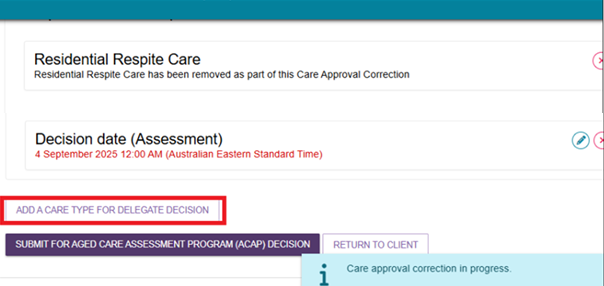 Residential Respite Care
Residential Respite Care has been removed as part of this Care Approval Correction
Decision date (Assessment)
4 September 2025 12:00 AM (Australian Eastern Standard Time)
ADD A CARE TYPE FOR DELEGATE DECISION
SUBMIT FOR AGED CARE ASSESSMENT PROGRAM (ACAP) DECISION
RETURN TO CLIENT
Care approval correction in progress.